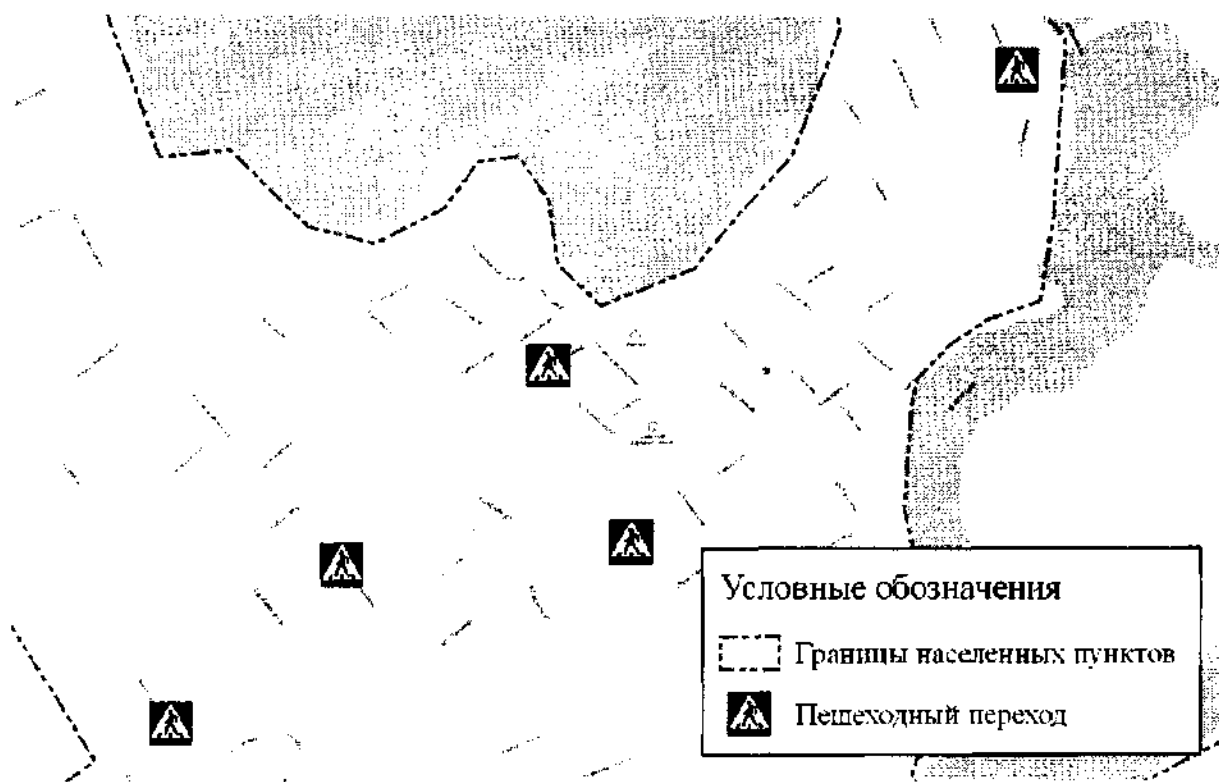 Условные обозначения
Границы населенных пунктов
Пешеходный переход